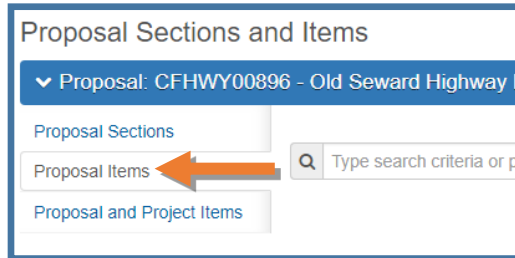 Proposal Sections and Items
Proposal: CFHWY00896 - Old Seward Highway
Proposal Sections
Proposal Items
Type search criteria or
Proposal and Project Items